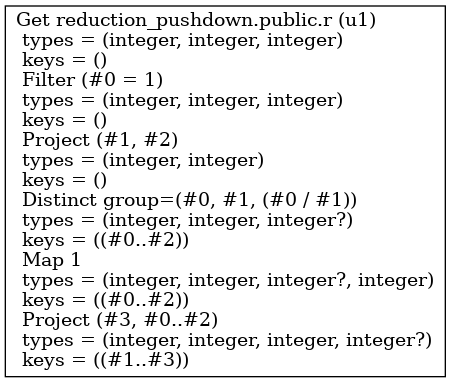 Get reduction_pushdown.public.r (u1)
types = (integer, integer, integer)
keys = ()
Filter (#0 = 1)
types = (integer, integer, integer)
keys = ()
Project (#1, #2)
types = (integer, integer)
keys = ()
Distinct group=(#0, #1, (#0 / #1))
types = (integer, integer, integer?)
keys = ((#0..#2))
Map 1
types = (integer, integer, integer?, integer)
keys = ((#0..#2))
Project (#3, #0..#2)
types = (integer, integer, integer, integer?)
keys = ((#1..#3))